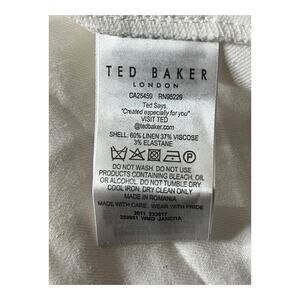 TED BAKER
LONDON
CA25459 RN95229
Ted Says,
"Created especially for you"
VISIT TED
@tedbaker.com
SHELL: 60% LINEN 37% VISCOSE
3% ELASTANE
DO NOT WASH. DO NOT USE
PRODUCTS CONTAINING BLEACH, OIL
OR ALCOHOL. DO NOT TUMBLE DRY
COOL IRON, DRY CLEAN ONLY
MADE IN ROMANIA
MADE WITH CARE. WEAR WITH PRIDE
WMD JANDITA